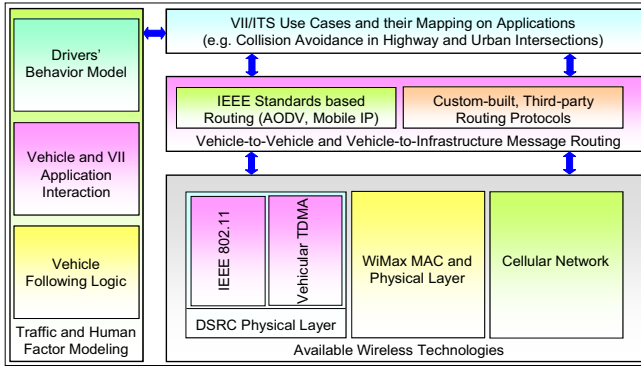 Drivers'
Behavior Model
Vehicle and VII
Application
Interaction
Vehicle
Following Logic
Traffic and Human
Factor Modeling
VII/ITS Use Cases and their Mapping on Applications
(e.g. Collision Avoidance in Highway and Urban Intersections)
IEEE Standards based
Routing (AODV, Mobile IP)
Custom-built, Third-party
Routing Protocols
Vehicle-to-Vehicle and Vehicle-to-Infrastructure Message Routing
IEEE 802.11
Vehicular TDMA
DSRC Physical Layer
WiMax MAC and
Physical Layer
Cellular Network
Available Wireless Technologies